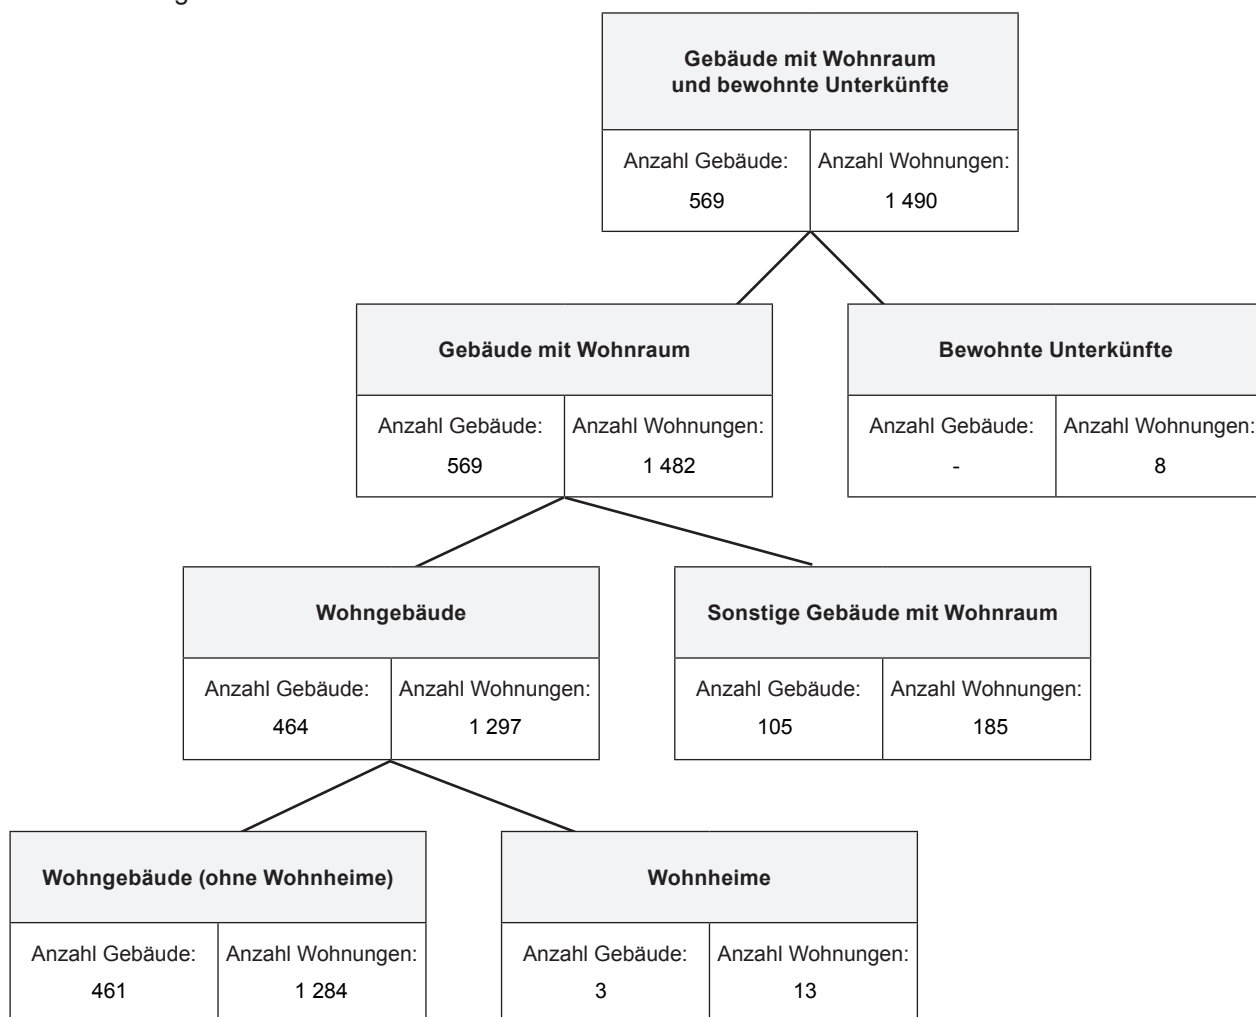 Gebäude mit Wohnraum
und bewohnte Unterkünfte
Anzahl Gebäude: Anzahl Wohnungen:
569 1 490
Gebäude mit Wohnraum
Bewohnte Unterkünfte
Anzahl Gebäude: Anzahl Wohnungen:
569 1 482
Anzahl Gebäude: Anzahl Wohnungen:
- 8
Wohngebäude
Sonstige Gebäude mit Wohnraum
Anzahl Gebäude: Anzahl Wohnungen:
464 1 297
Anzahl Gebäude: Anzahl Wohnungen:
105 185
Wohngebäude (ohne Wohnheime)
Wohnheime
Anzahl Gebäude: Anzahl Wohnungen:
461 1 284
Anzahl Gebäude: Anzahl Wohnungen:
3 13